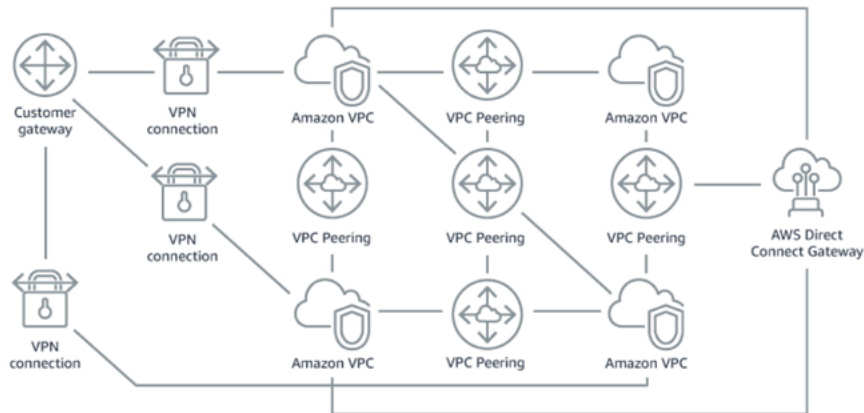 Customer
gateway
VPN
connection
Amazon VPC
VPC Peering
Amazon VPC
VPN
connection
VPC Peering
VPC Peering
VPC Peering
AWS Direct
Connect Gateway
VPN
connection
Amazon VPC
VPC Peering
Amazon VPC